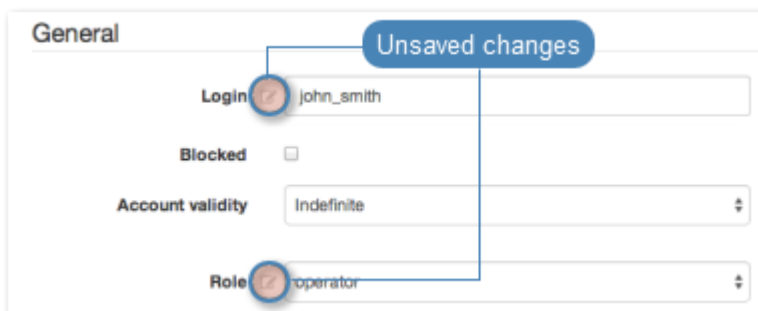 General
Unsaved changes
Login john_smith
Blocked
Account validity Indefinite
Role operator